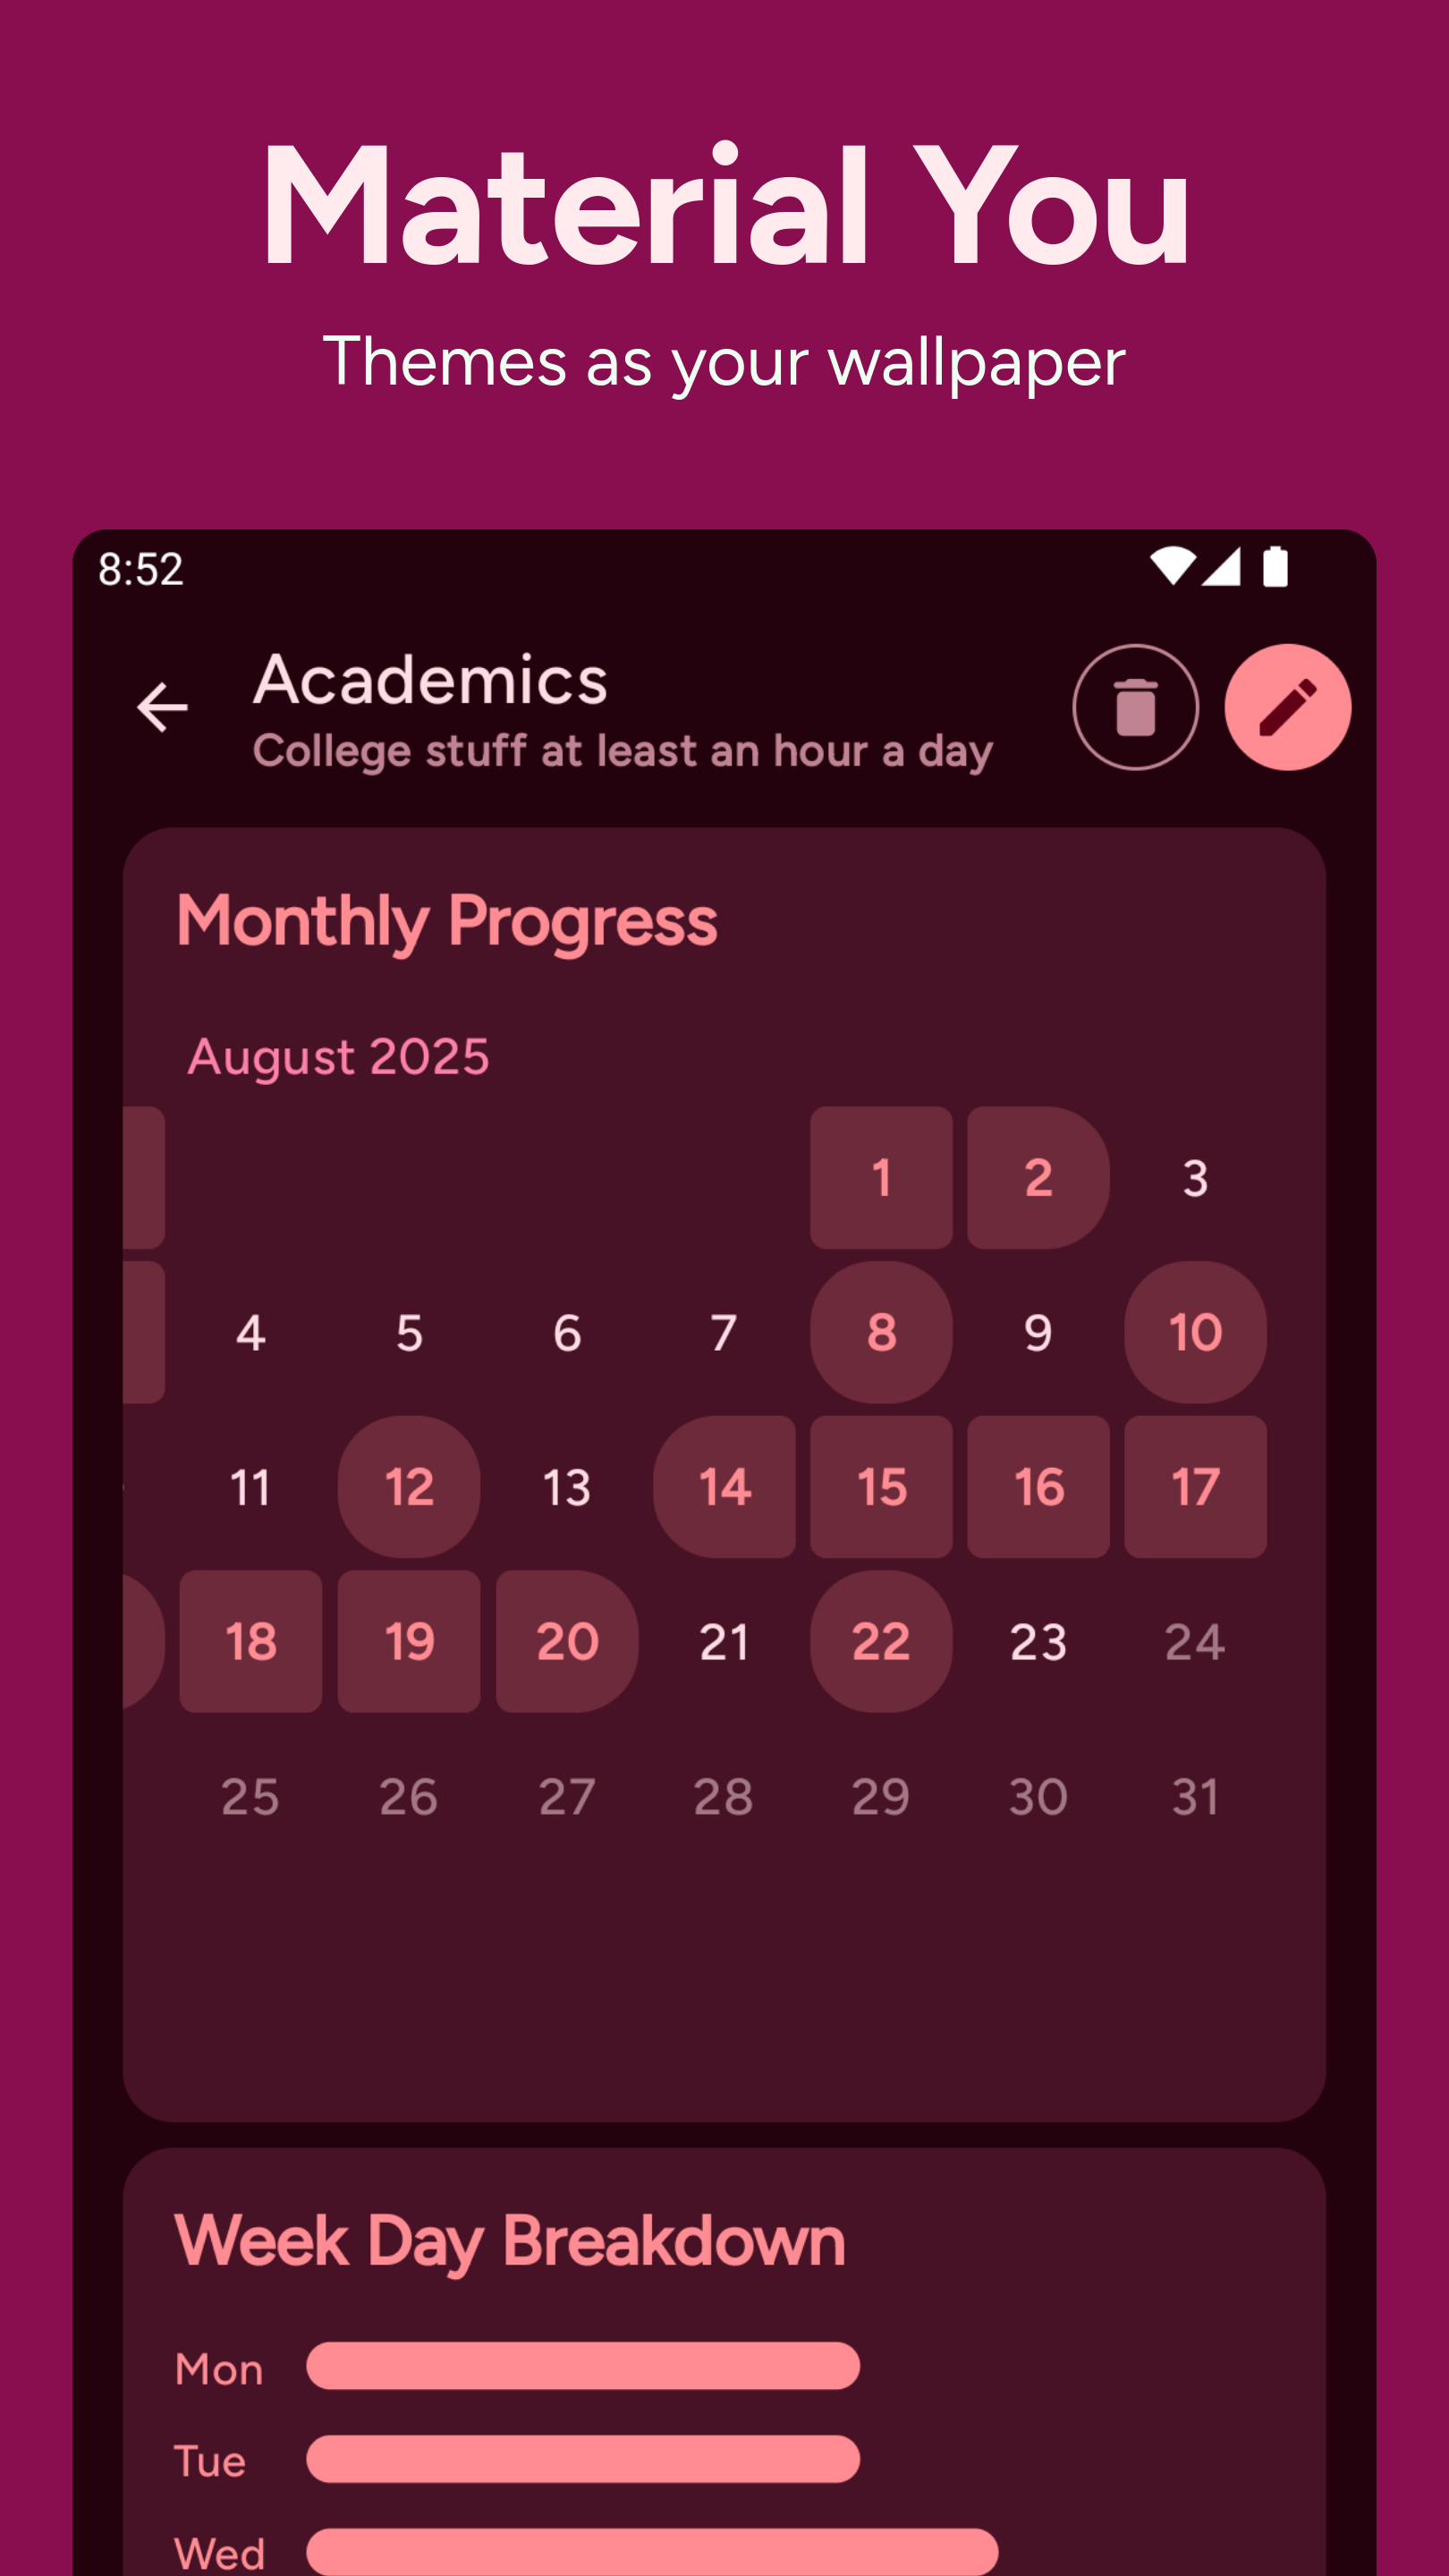 Material You
Themes as your wallpaper
8:52
Academics
College stuff at least an hour a day
Monthly Progress
August 2025
1 2 3
4 5 6 7 8 9 10
11 12 13 14 15 16 17
18 19 20 21 22 23 24
25 26 27 28 29 30 31
Week Day Breakdown
Mon
Tue
Wed